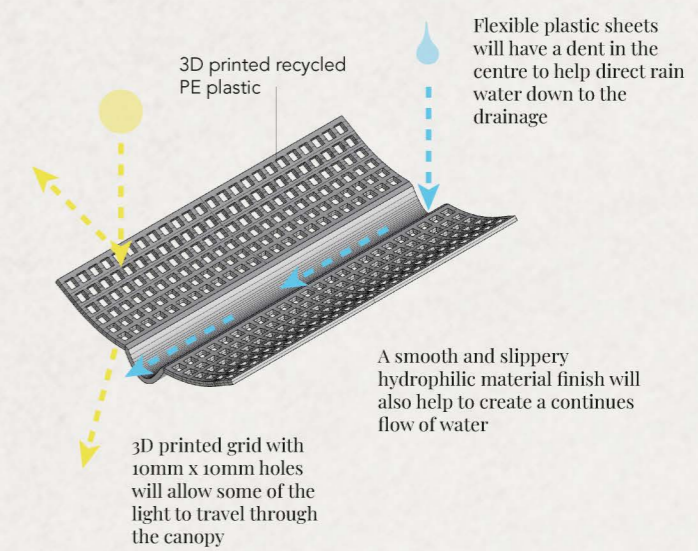 Flexible plastic sheets
will have a dent in the
centre to help direct rain
water down to the
drainage
3D printed recycled
PE plastic
A smooth and slippery
hydrophilic material finish will
also help to create a continues
flow of water
3D printed grid with
10mm x 10mm holes
will allow some of the
light to travel through
the canopy